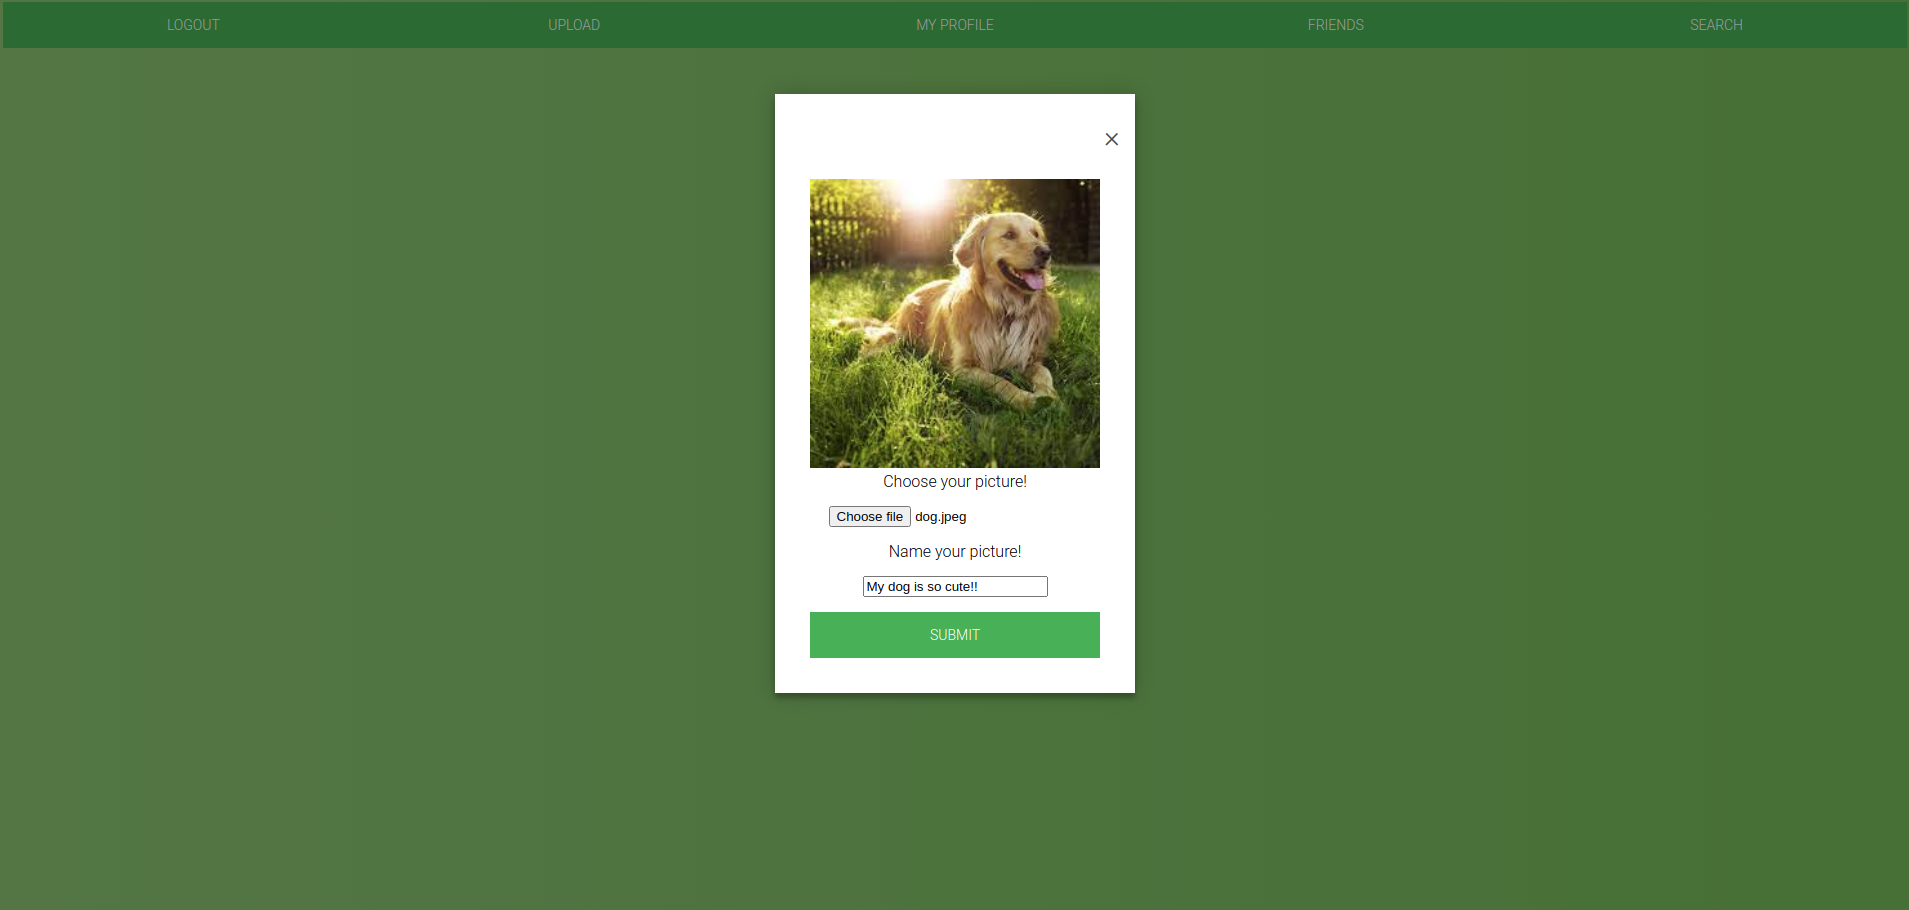 LOGOUT UPLOAD MY PROFILE FRIENDS SEARCH
×
Choose your picture!
Choose file dog.jpeg
Name your picture!
My dog is so cute!!
SUBMIT